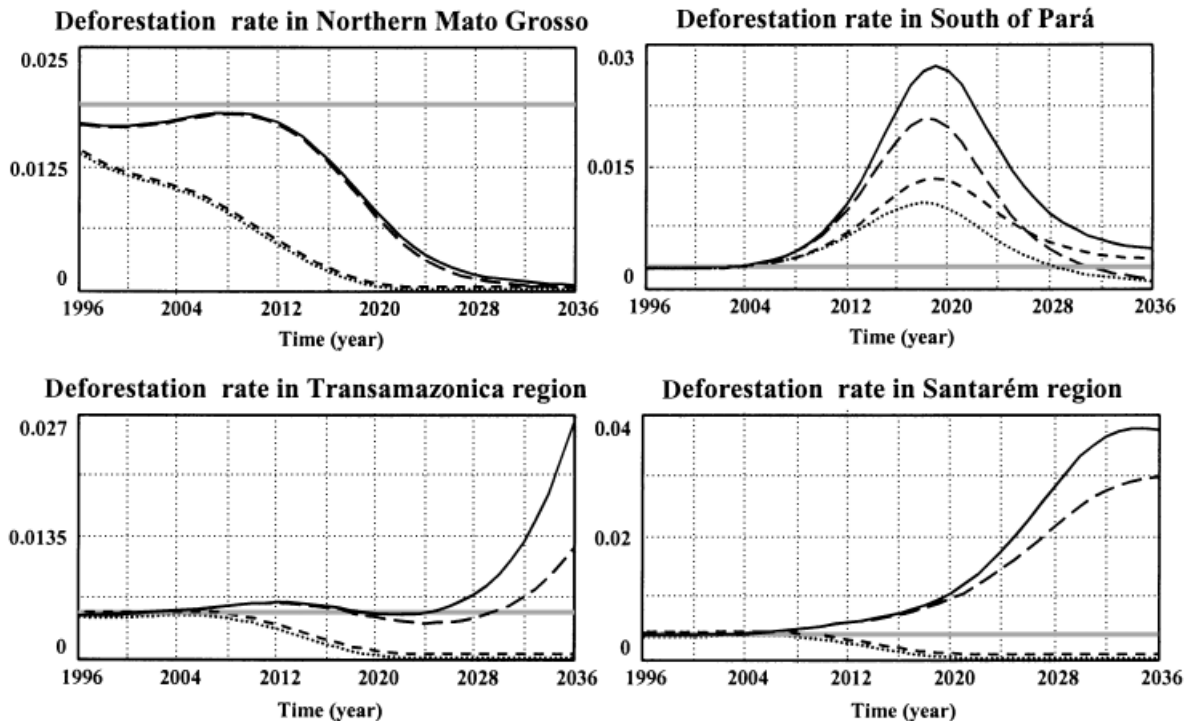 Deforestation rate in Northern Mato Grosso
0.025
0.0125
0
1996 2004 2012 2020 2028 2036
Time (year)
Deforestation rate in South of Pará
0.03
0.015
0
1996 2004 2012 2020 2028 2036
Time (year)
Deforestation rate in Transamazonica region
0.027
0.0135
0
1996 2004 2012 2020 2028 2036
Time (year)
Deforestation rate in Santarém region
0.04
0.02
0
1996 2004 2012 2020 2028 2036
Time (year)